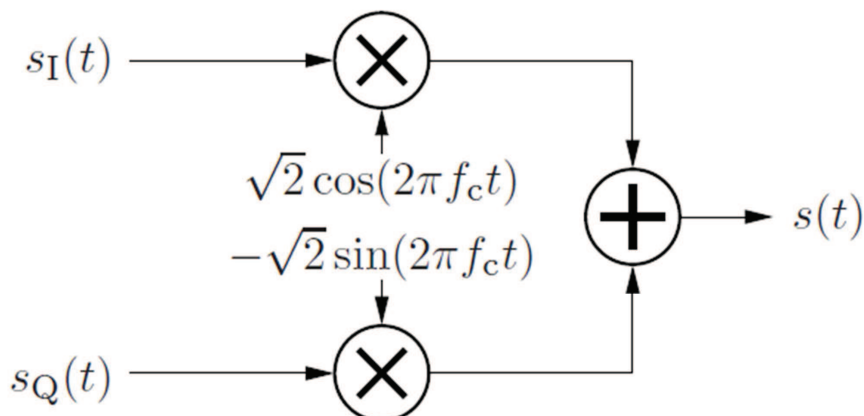 s_I(t)
√2 cos(2πf_c t)
s(t)
−√2 sin(2πf_c t)
s_Q(t)